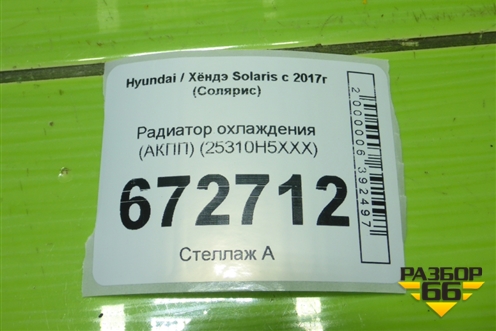 Hyundai / Хёндэ Solaris с 2017г
(Солярис)
Радиатор охлаждения
(АКПП) (25310H5XXX)
672712
Стеллаж А
2000006392497
РАЗБОР
66